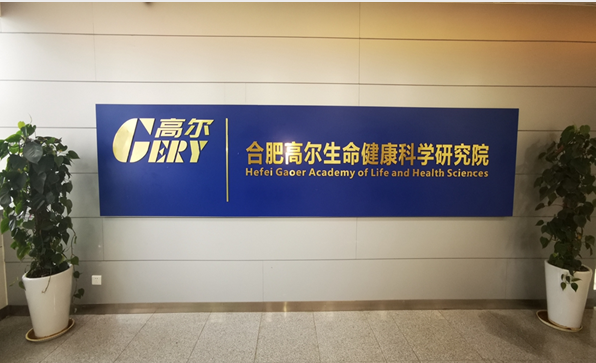 高尔
GERY
合肥高尔生命健康科学研究院
Hefei Gaoer Academy of Life and Health Sciences